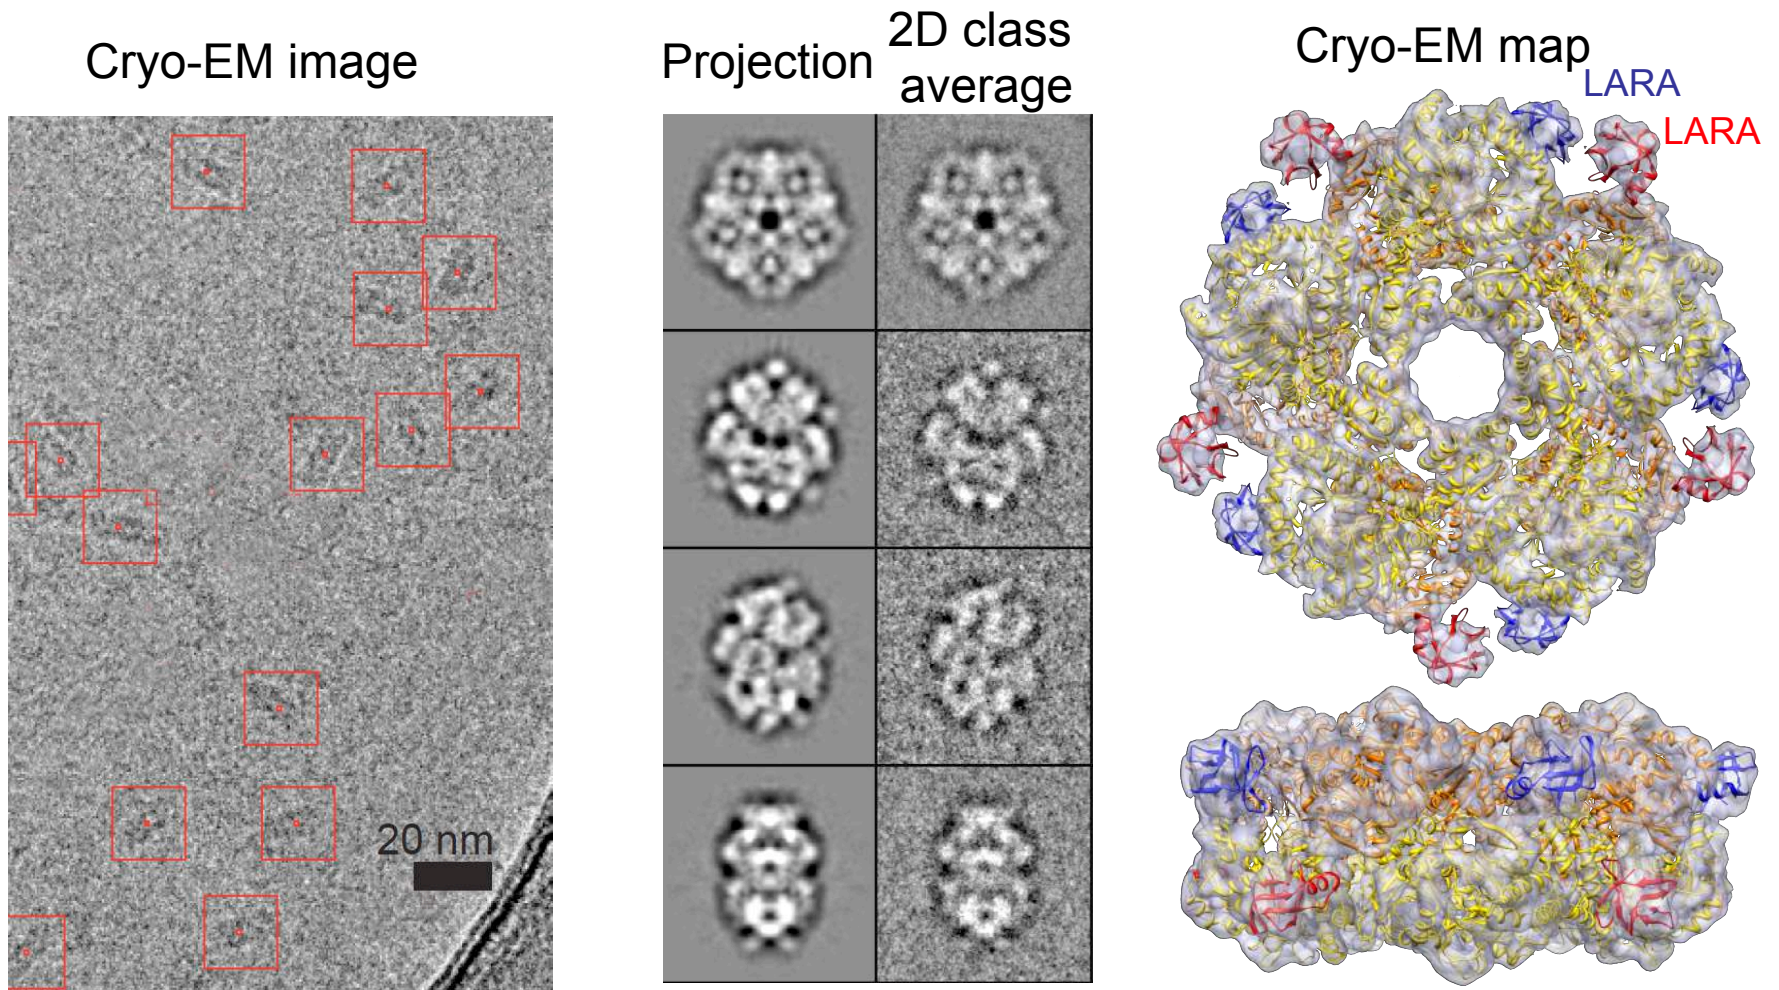 Cryo-EM image
Projection
2D class
average
Cryo-EM map
LARA
LARA
20 nm